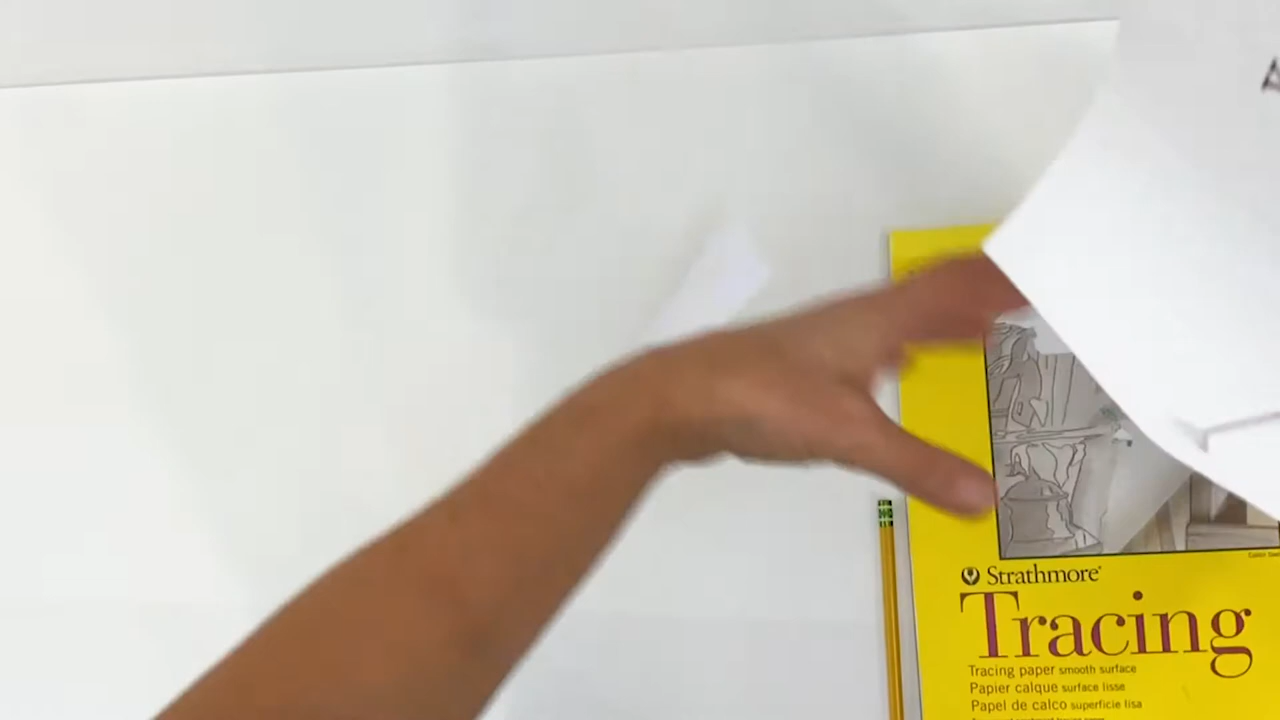 Strathmore®
Tracing
Tracing paper smooth surface
Papier calque surface lisse
Papel de calco superficie lisa